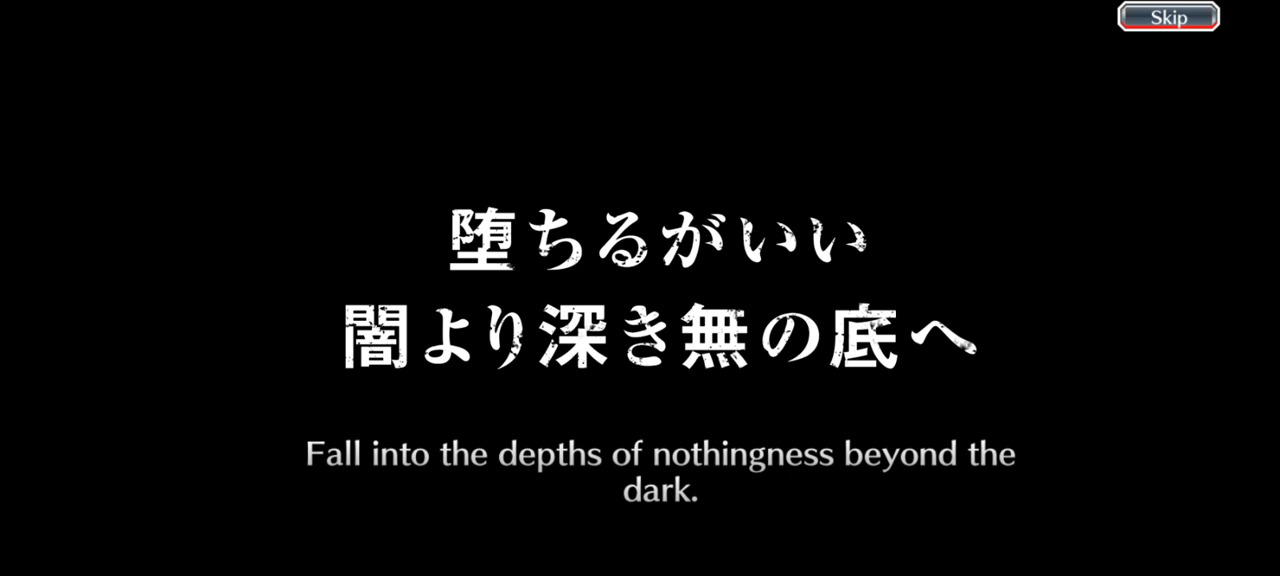 Skip
堕ちるがいい
闇より深き無の底へ
Fall into the depths of nothingness beyond the
dark.